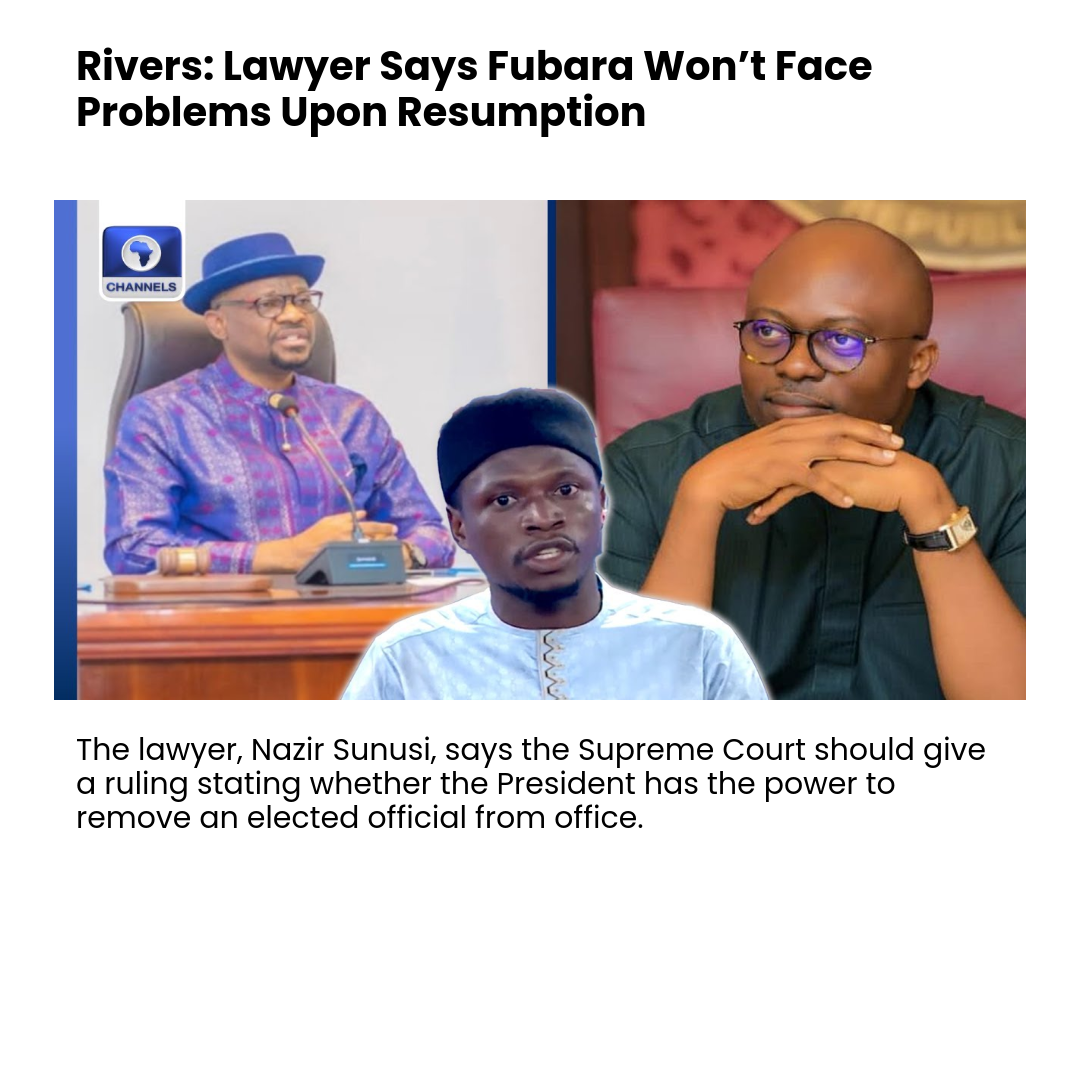 Rivers: Lawyer Says Fubara Won’t Face
Problems Upon Resumption
CHANNELS
The lawyer, Nazir Sunusi, says the Supreme Court should give
a ruling stating whether the President has the power to
remove an elected official from office.